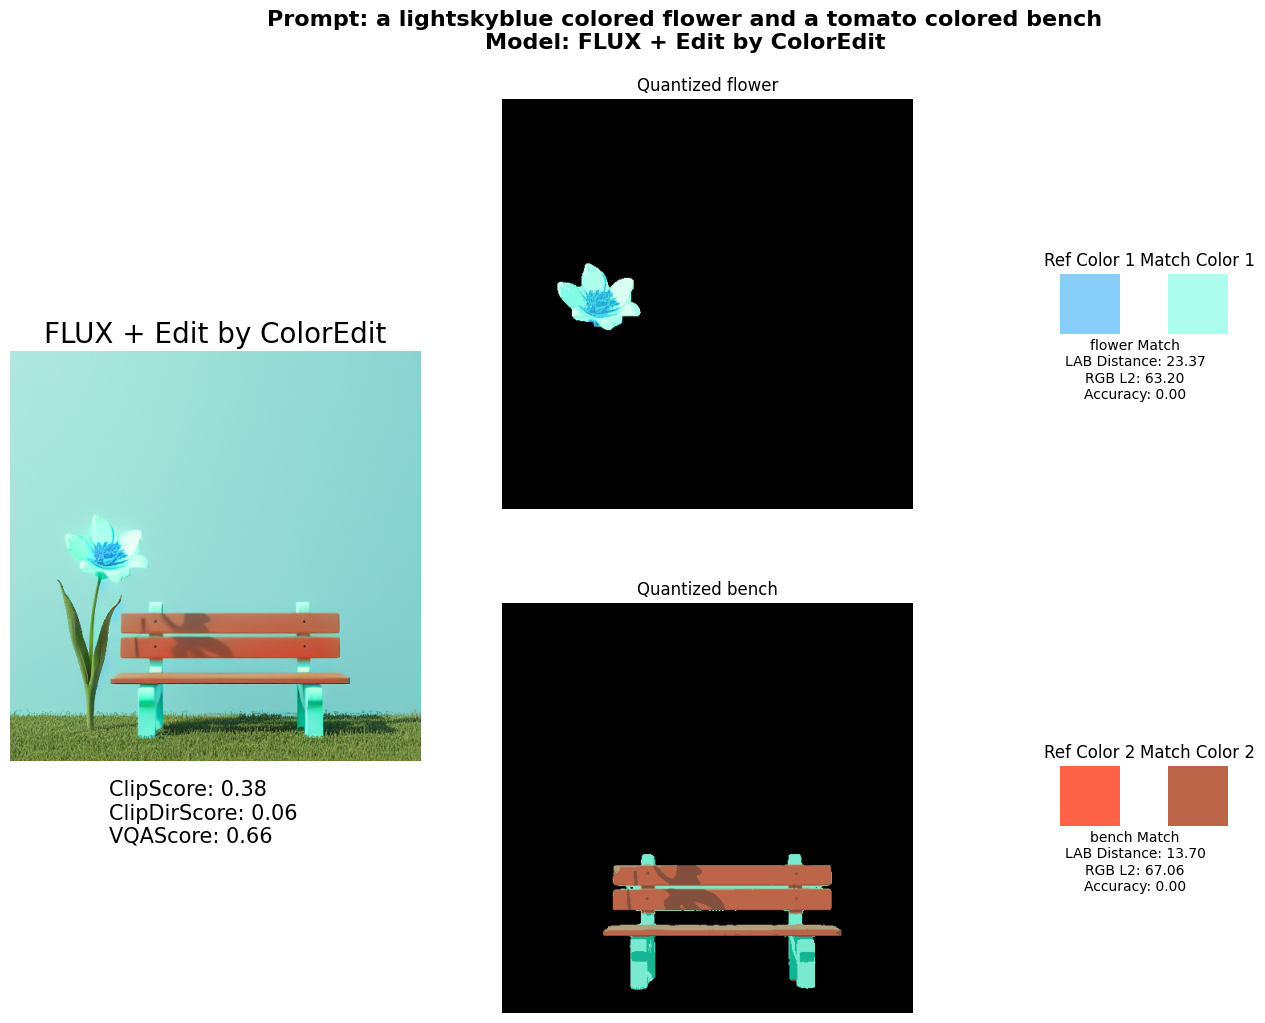 Prompt: a lightskyblue colored flower and a tomato colored bench
Model: FLUX + Edit by ColorEdit
Quantized flower
Ref Color 1 Match Color 1
flower Match
LAB Distance: 23.37
RGB L2: 63.20
Accuracy: 0.00
FLUX + Edit by ColorEdit
ClipScore: 0.38
ClipDirScore: 0.06
VQAScore: 0.66
Quantized bench
Ref Color 2 Match Color 2
bench Match
LAB Distance: 13.70
RGB L2: 67.06
Accuracy: 0.00